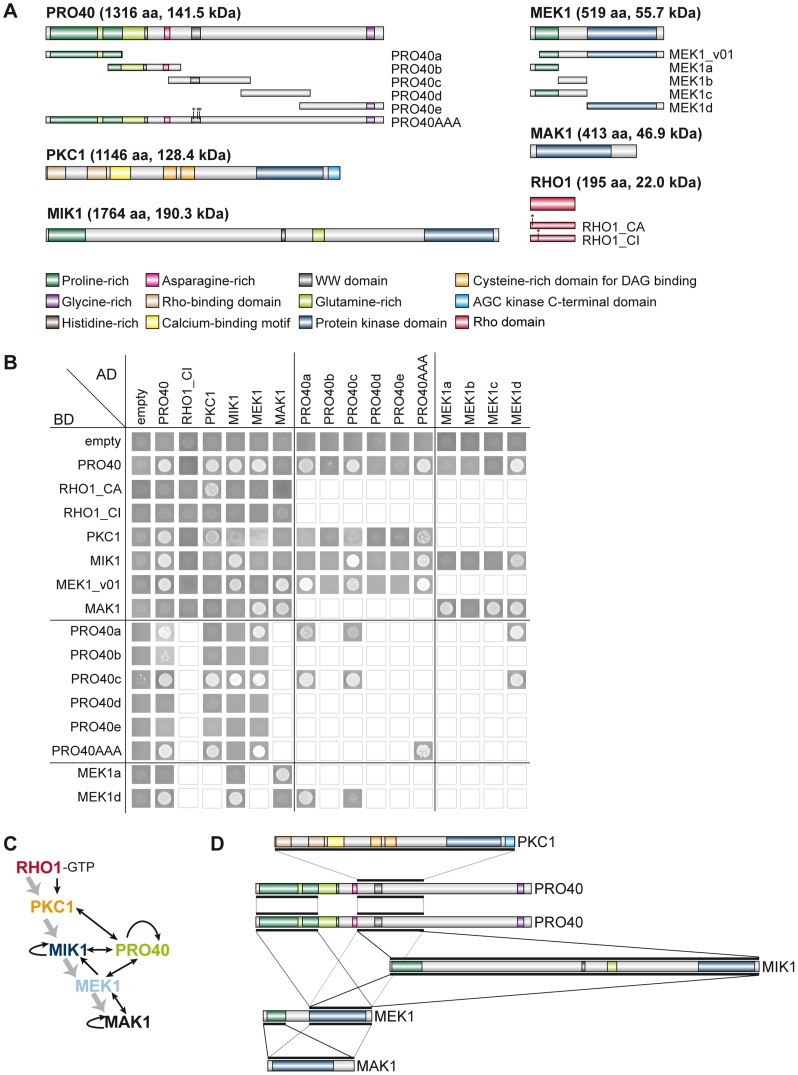 A
PRO40 (1316 aa, 141.5 kDa)
PRO40a
PRO40b
PRO40c
PRO40d
PRO40e
* **
PRO40AAA
PKC1 (1146 aa, 128.4 kDa)
MIK1 (1764 aa, 190.3 kDa)
MEK1 (519 aa, 55.7 kDa)
MEK1_v01
MEK1a
MEK1b
MEK1c
MEK1d
MAK1 (413 aa, 46.9 kDa)
RHO1 (195 aa, 22.0 kDa)
* RHO1_CA
* RHO1_CI
Proline-rich Asparagine-rich WW domain Cysteine-rich domain for DAG binding
Glycine-rich Rho-binding domain Glutamine-rich AGC kinase C-terminal domain
Histidine-rich Calcium-binding motif Protein kinase domain Rho domain
B
AD
BD
empty PRO40 RHO1_CI PKC1 MIK1 MEK1 MAK1 PRO40a PRO40b PRO40c PRO40d PRO40e PRO40AAA MEK1a MEK1b MEK1c MEK1d
empty
PRO40
RHO1_CA
RHO1_CI
PKC1
MIK1
MEK1_v01
MAK1
PRO40a
PRO40b
PRO40c
PRO40d
PRO40e
PRO40AAA
MEK1a
MEK1d
C
RHO1-GTP
PKC1
MIK1 PRO40
MEK1
MAK1
D
PKC1
PRO40
PRO40
MIK1
MEK1
MAK1